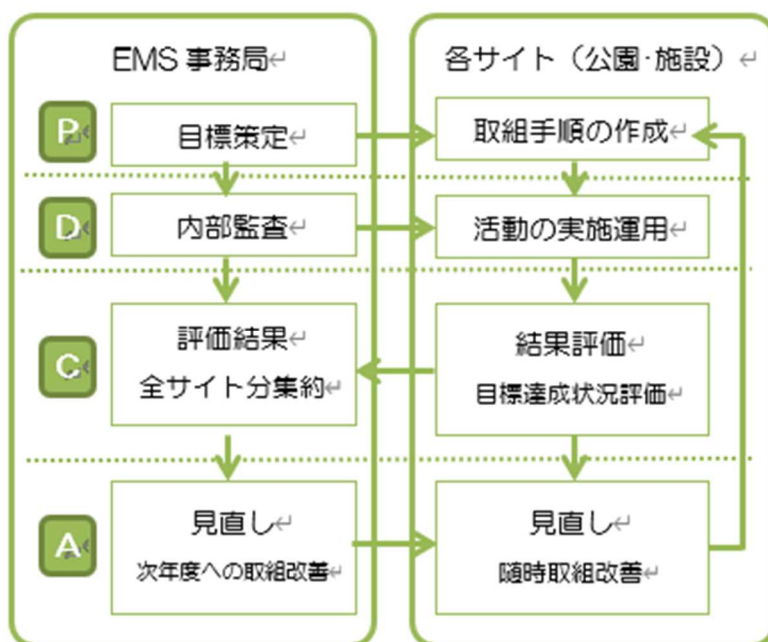 EMS 事務局↵
各サイト（公園･施設）↵
P
目標策定↵
取組手順の作成↵
D
内部監査↵
活動の実施運用↵
C
評価結果↵
全サイト分集約↵
結果評価↵
目標達成状況評価↵
A
見直し↵
次年度への取組改善↵
見直し↵
随時取組改善↵